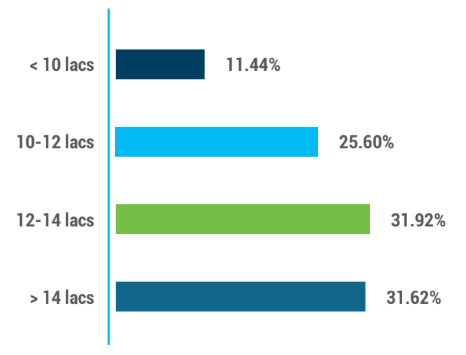 < 10 lacs 11.44%
10-12 lacs 25.60%
12-14 lacs 31.92%
> 14 lacs 31.62%